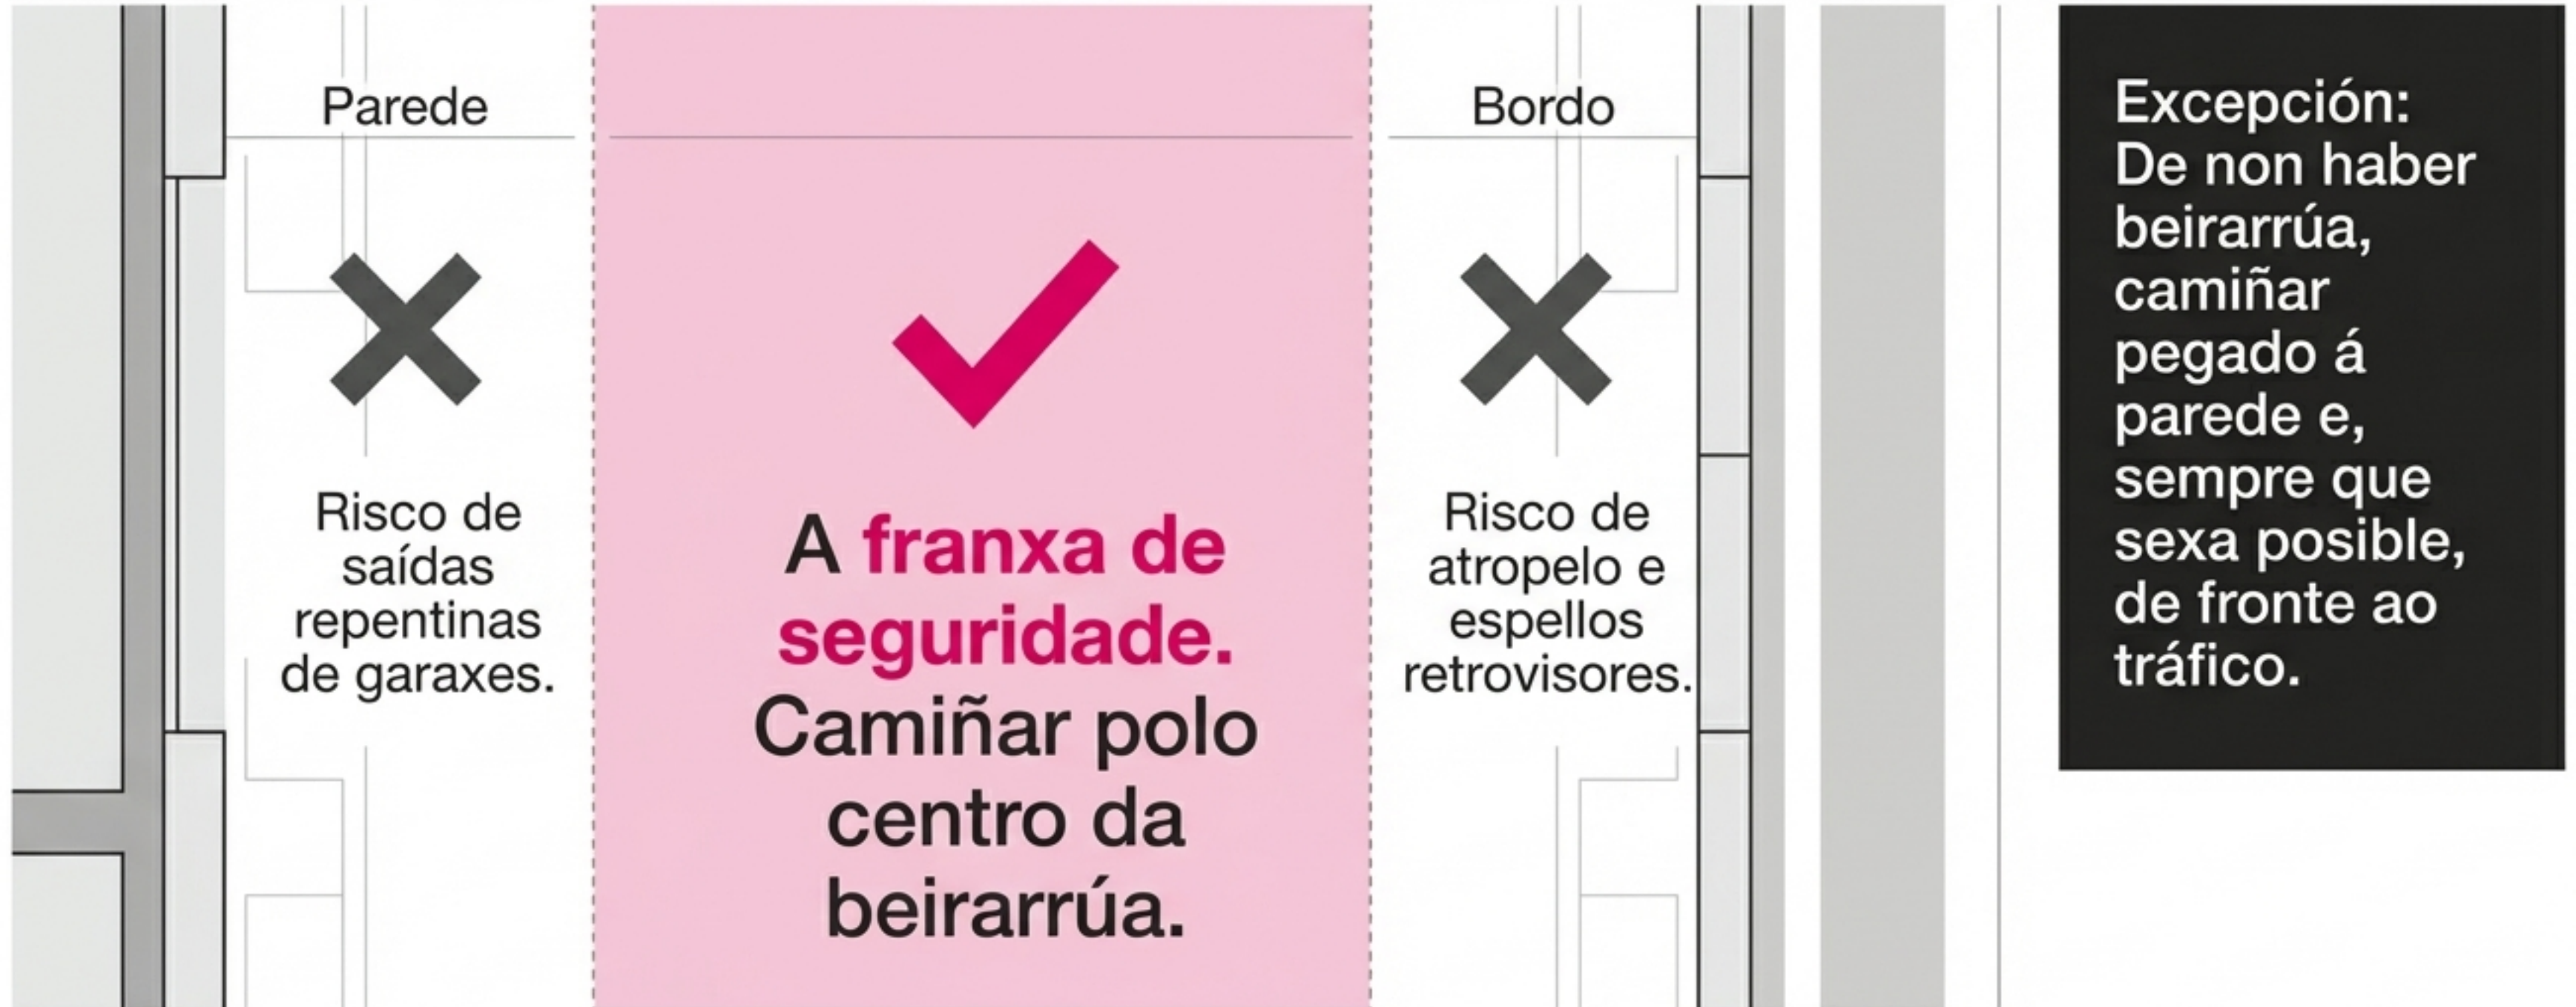 Parede
Risco de
saídas
repentinas
de garaxes.
A franxa de
seguridade.
Camiñar polo
centro da
beirarrúa.
Bordo
Risco de
atropelo e
espellos
retrovisores.
Excepción:
De non haber
beirarrúa,
camiñar
pegado á
parede e,
sempre que
sexa posible,
de fronte ao
tráfico.